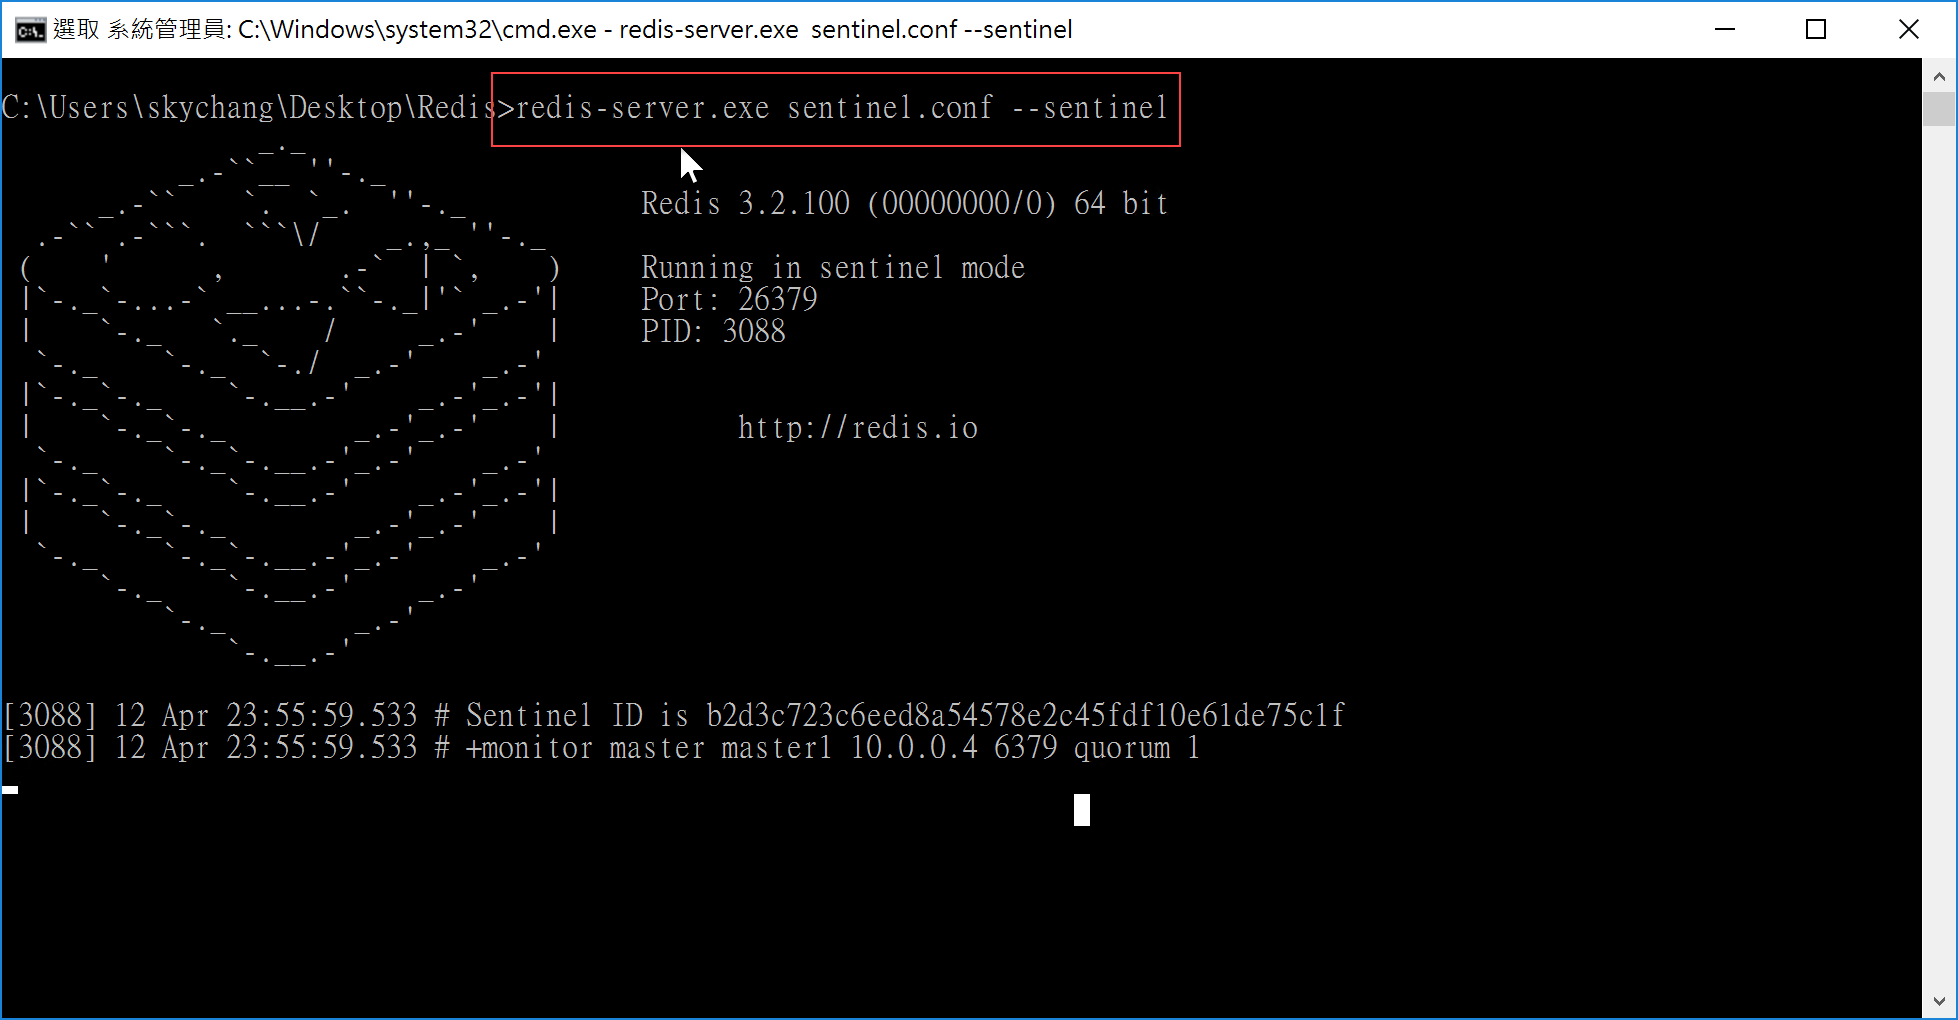 選取 系統管理員: C:\Windows\system32\cmd.exe - redis-server.exe  sentinel.conf --sentinel
C:\Users\skychang\Desktop\Redis>redis-server.exe sentinel.conf --sentinel
Redis 3.2.100 (00000000/0) 64 bit
Running in sentinel mode
Port: 26379
PID: 3088
http://redis.io
[3088] 12 Apr 23:55:59.533 # Sentinel ID is b2d3c723c6eed8a54578e2c45fdf10e61de75c1f
[3088] 12 Apr 23:55:59.533 # +monitor master master1 10.0.0.4 6379 quorum 1